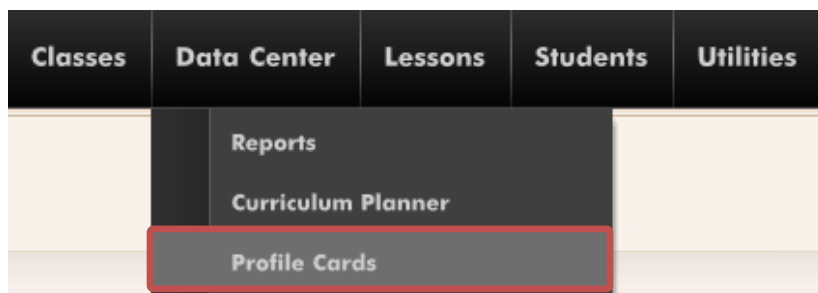 Classes Data Center Lessons Students Utilities
Reports
Curriculum Planner
Profile Cards